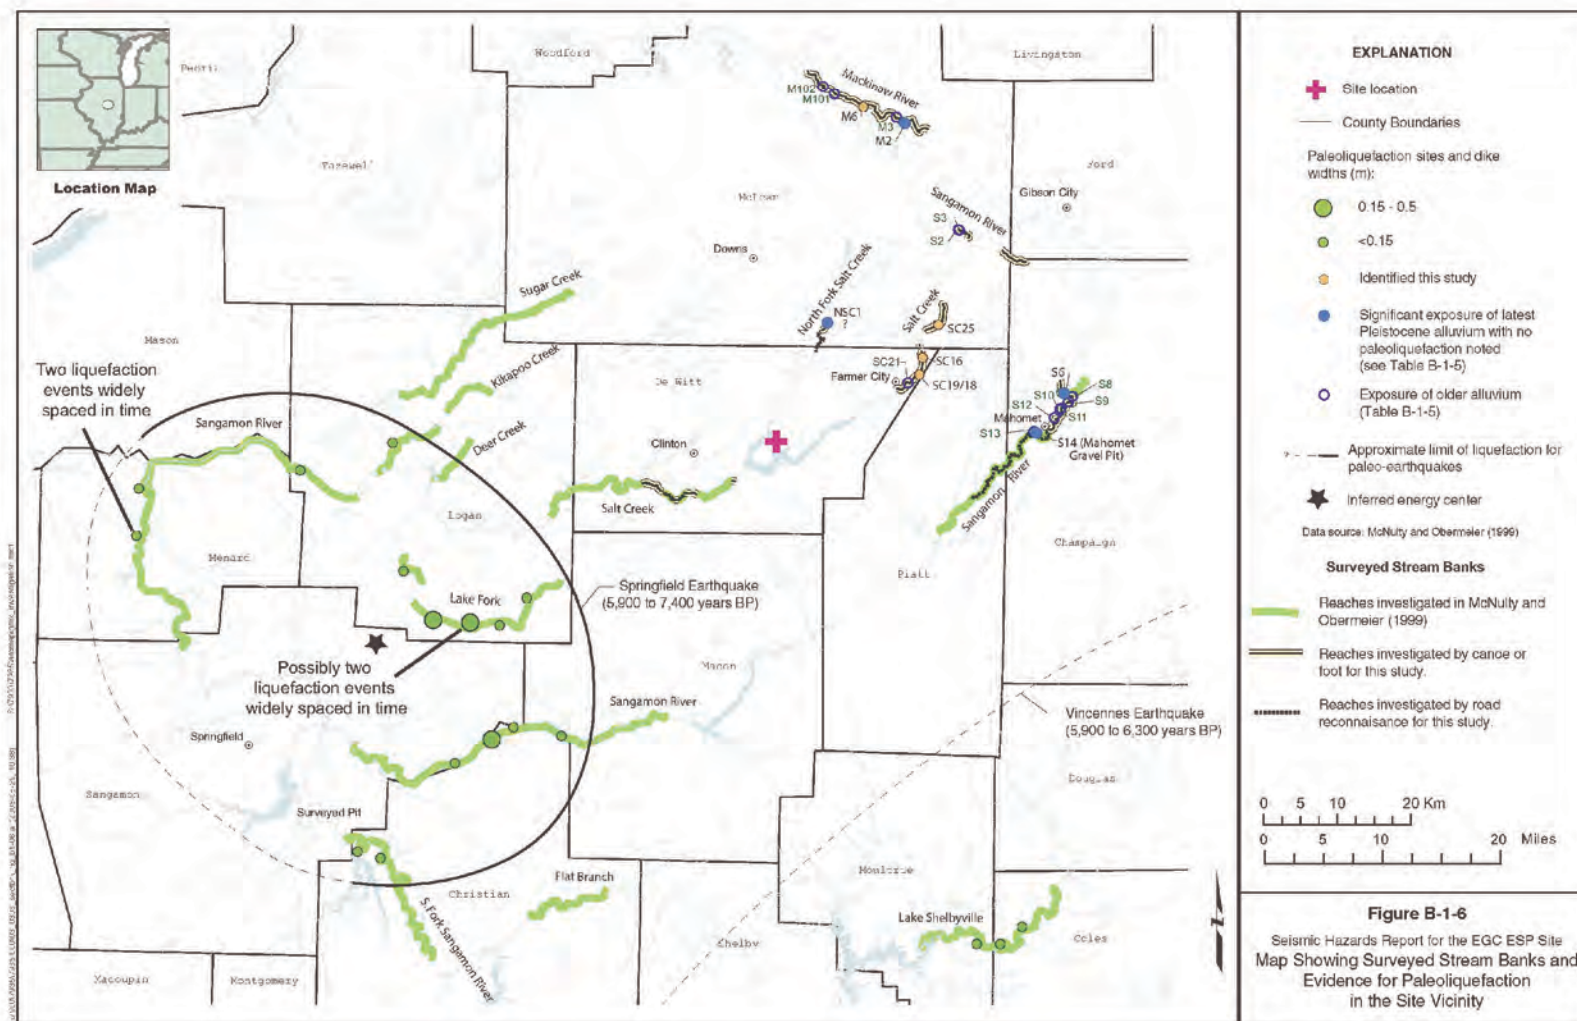 Location Map
Peoria
Woodford
Livingston
Tazewell
Mackinaw River
M102
M101
M6
M3
M2
McLean
Ford
Gibson City
Sangamon River
S3
S2
Downs
North Fork Salt Creek
NSC1
?
Salt Creek
SC25
Sugar Creek
Mason
Two liquefaction
events widely
spaced in time
Kikapoo Creek
De Witt
SC21
SC16
Farmer City
SC19/18
S6
S8
S10
S9
S12
S11
Mahomet
S13
S14 (Mahomet
Gravel Pit)
Sangamon River
Deer Creek
Clinton
Salt Creek
Sangamon River
Logan
Menard
Champaign
Piatt
Lake Fork
Springfield Earthquake
(5,900 to 7,400 years BP)
Possibly two
liquefaction events
widely spaced in time
Macon
Sangamon River
Vincennes Earthquake
(5,900 to 6,300 years BP)
Springfield
Douglas
Sangamon
Surveyed Pit
Moultrie
Flat Branch
Christian
S. Fork Sangamon River
Lake Shelbyville
Shelby
Coles
Macoupin
Montgomery
EXPLANATION
Site location
County Boundaries
Paleoliquefaction sites and dike
widths (m):
0.15 - 0.5
<0.15
Identified this study
Significant exposure of latest
Pleistocene alluvium with no
paleoliquefaction noted
(see Table B-1-5)
Exposure of older alluvium
(Table B-1-5)
? Approximate limit of liquefaction for
paleo-earthquakes
Inferred energy center
Data source: McNulty and Obermeier (1999)
Surveyed Stream Banks
Reaches investigated in McNulty and
Obermeier (1999)
Reaches investigated by canoe or
foot for this study.
Reaches investigated by road
reconnaisance for this study.
0 5 10 20 Km
0 5 10 20 Miles
Figure B-1-6
Seismic Hazards Report for the EGC ESP Site
Map Showing Surveyed Stream Banks and
Evidence for Paleoliquefaction
in the Site Vicinity